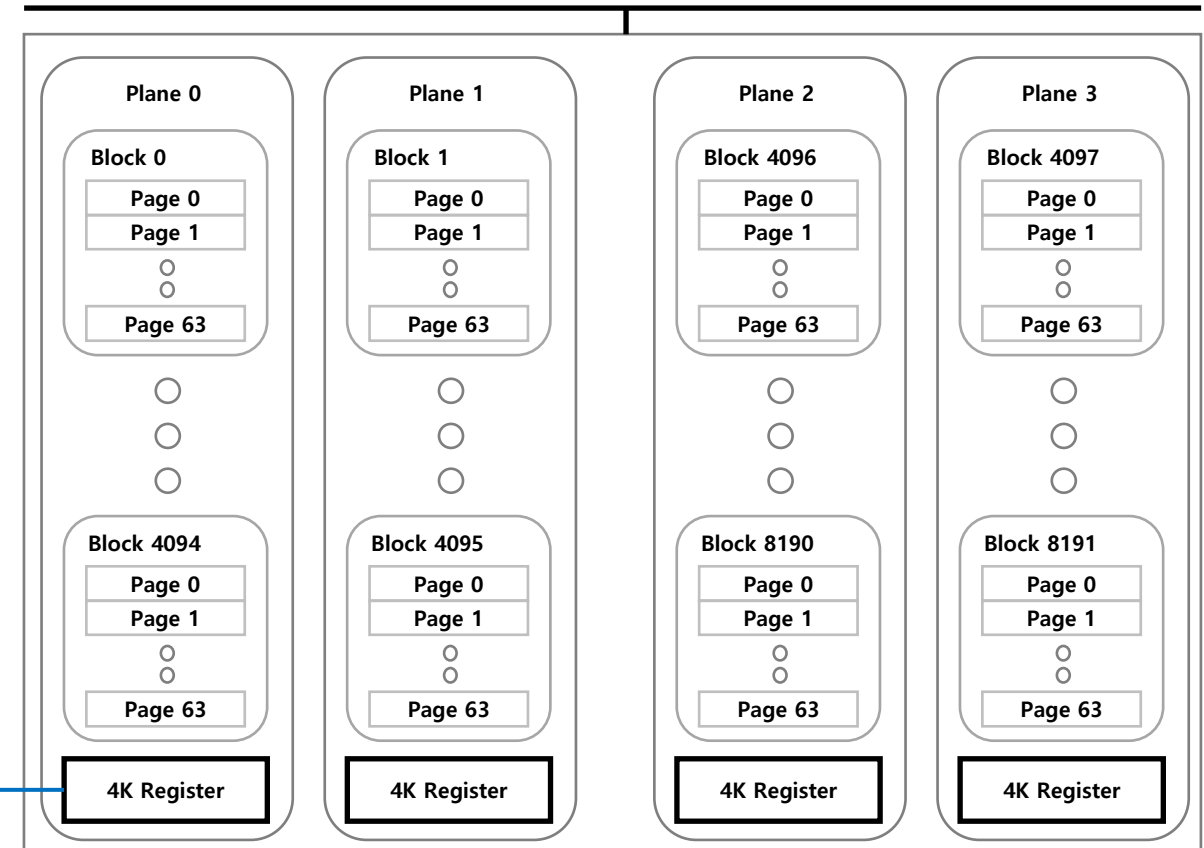 Plane 0
Block 0
Page 0
Page 1
Page 63
Block 4094
Page 0
Page 1
Page 63
4K Register
Plane 1
Block 1
Page 0
Page 1
Page 63
Block 4095
Page 0
Page 1
Page 63
4K Register
Plane 2
Block 4096
Page 0
Page 1
Page 63
Block 8190
Page 0
Page 1
Page 63
4K Register
Plane 3
Block 4097
Page 0
Page 1
Page 63
Block 8191
Page 0
Page 1
Page 63
4K Register